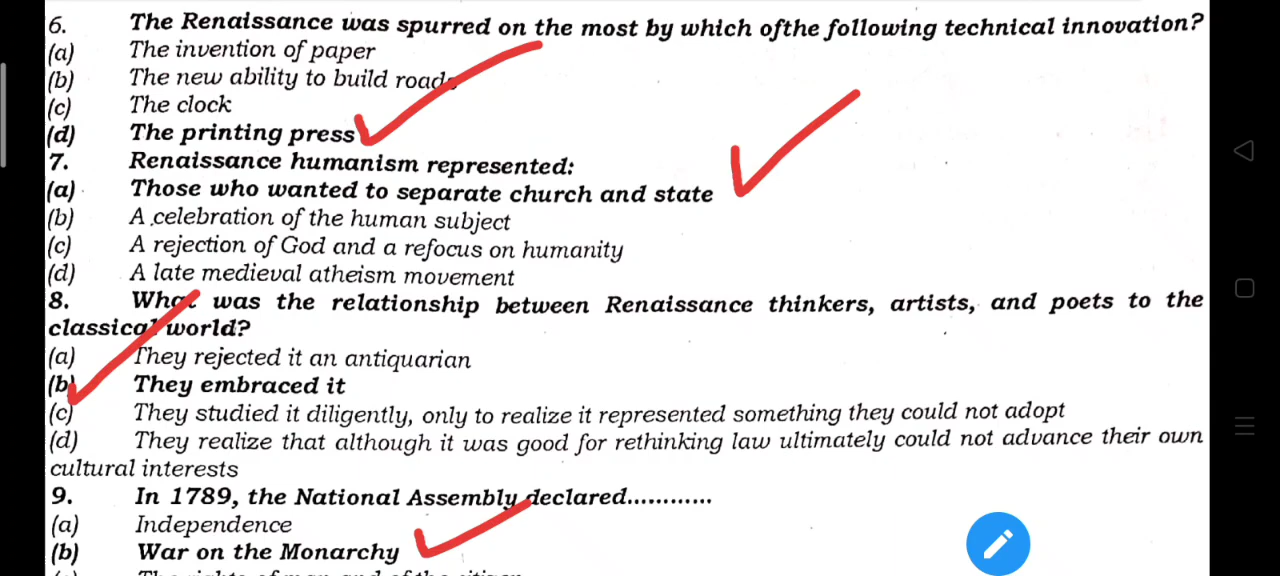 6. The Renaissance was spurred on the most by which ofthe following technical innovation?
(a) The invention of paper
(b) The new ability to build roads
(c) The clock
(d) The printing press
7. Renaissance humanism represented:
(a) Those who wanted to separate church and state
(b) A celebration of the human subject
(c) A rejection of God and a refocus on humanity
(d) A late medieval atheism movement
8. What was the relationship between Renaissance thinkers, artists, and poets to the
classical world?
(a) They rejected it an antiquarian
(b) They embraced it
(c) They studied it diligently, only to realize it represented something they could not adopt
(d) They realize that although it was good for rethinking law ultimately could not advance their own
cultural interests
9. In 1789, the National Assembly declared............
(a) Independence
(b) War on the Monarchy